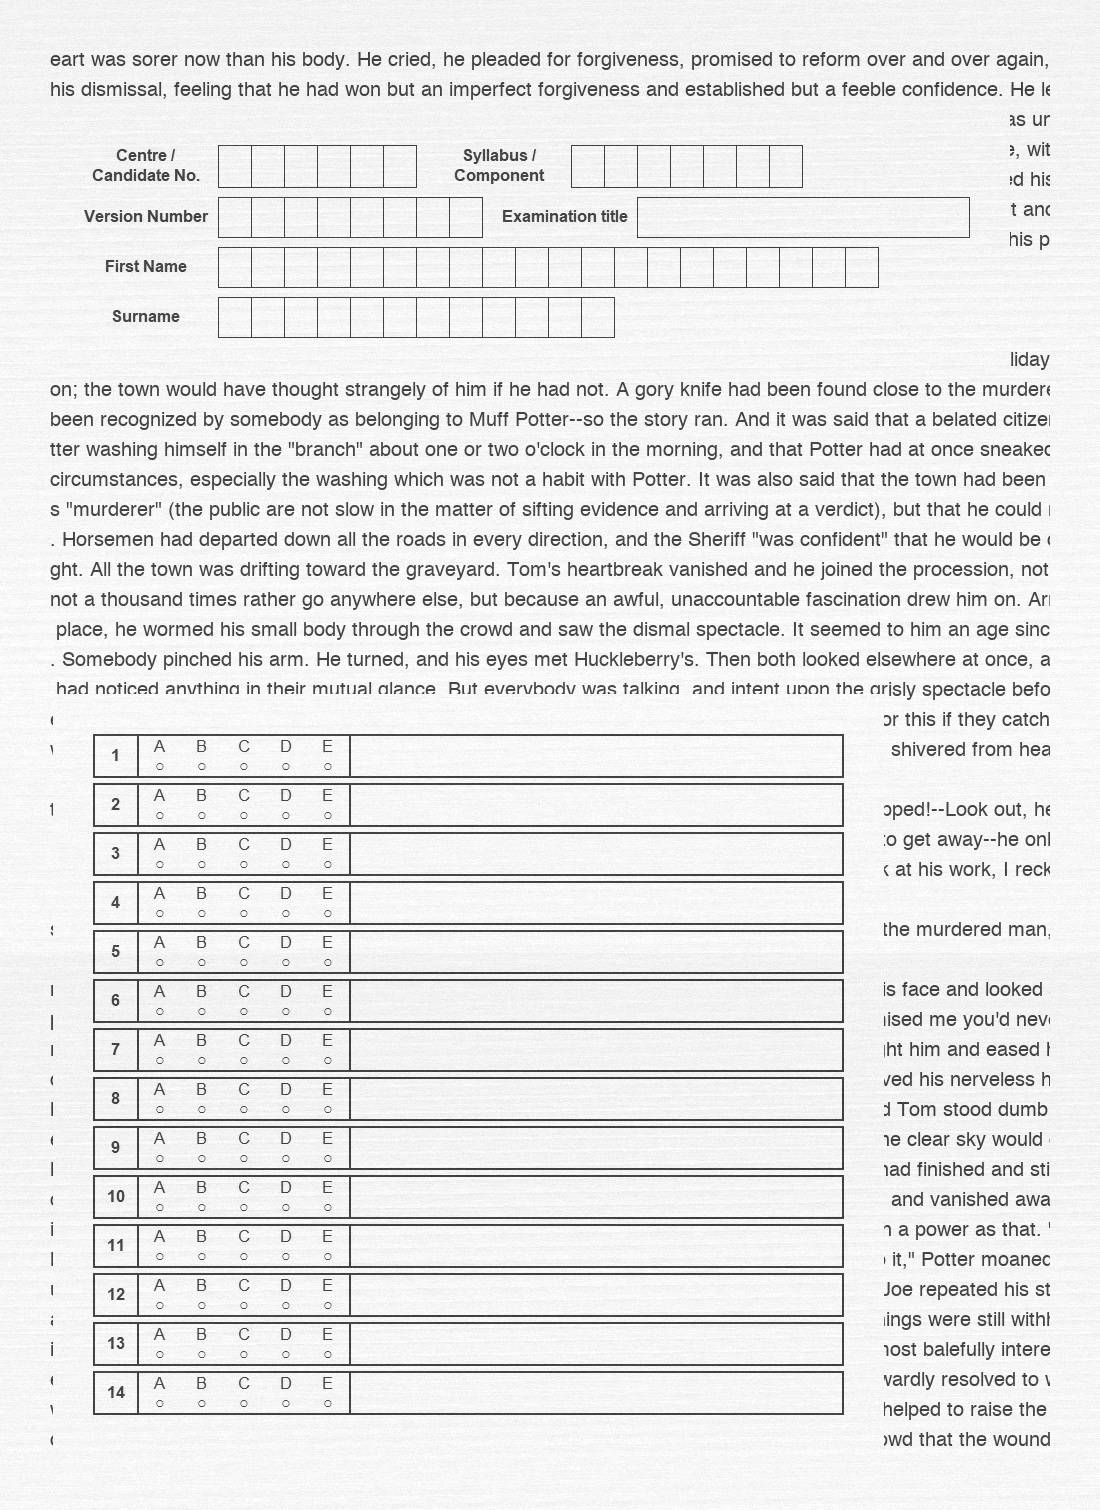 eart was sorer now than his body. He cried, he pleaded for forgiveness, promised to reform over and over again,
his dismissal, feeling that he had won but an imperfect forgiveness and established but a feeble confidence. He
as
Centre /
Candidate No.
Syllabus /
Component
, wit
ed his
Version Number
Examination title
t and
his p
First Name
Surname
liday
on; the town would have thought strangely of him if he had not. A gory knife had been found close to the murdere
been recognized by somebody as belonging to Muff Potter--so the story ran. And it was said that a belated citizen
tter washing himself in the "branch" about one or two o'clock in the morning, and that Potter had at once sneaked
circumstances, especially the washing which was not a habit with Potter. It was also said that the town had been
s "murderer" (the public are not slow in the matter of sifting evidence and arriving at a verdict), but that he could
. Horsemen had departed down all the roads in every direction, and the Sheriff "was confident" that he would be
ght. All the town was drifting toward the graveyard. Tom's heartbreak vanished and he joined the procession, not
not a thousand times rather go anywhere else, but because an awful, unaccountable fascination drew him on. Arr
place, he wormed his small body through the crowd and saw the dismal spectacle. It seemed to him an age sinc
. Somebody pinched his arm. He turned, and his eyes met Huckleberry's. Then both looked elsewhere at once, a
had noticed anything in their mutual glance. But everybody was talking, and intent upon the grisly spectacle befo
or this if they catch
1 A B C D E
shivered from hea
2 A B C D E
pped!--Look out, he
3 A B C D E
to get away--he onl
k at his work, I reck
4 A B C D E
the murdered man,
5 A B C D E
6 A B C D E
is face and looked
ised me you'd neve
7 A B C D E
ht him and eased
8 A B C D E
ved his nerveless h
d Tom stood dumb
9 A B C D E
he clear sky would
had finished and sti
10 A B C D E
and vanished awa
11 A B C D E
n a power as that.
it," Potter moaned
12 A B C D E
Joe repeated his st
ings were still withh
13 A B C D E
most balefully intere
14 A B C D E
wardly resolved to
helped to raise the
owd that the wound